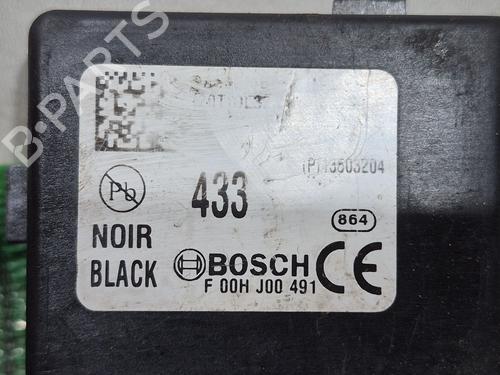 B-PARTS
(P)13503204
Pb
433
864
NOIR
BLACK
BOSCH
CE
F 00H J00 491